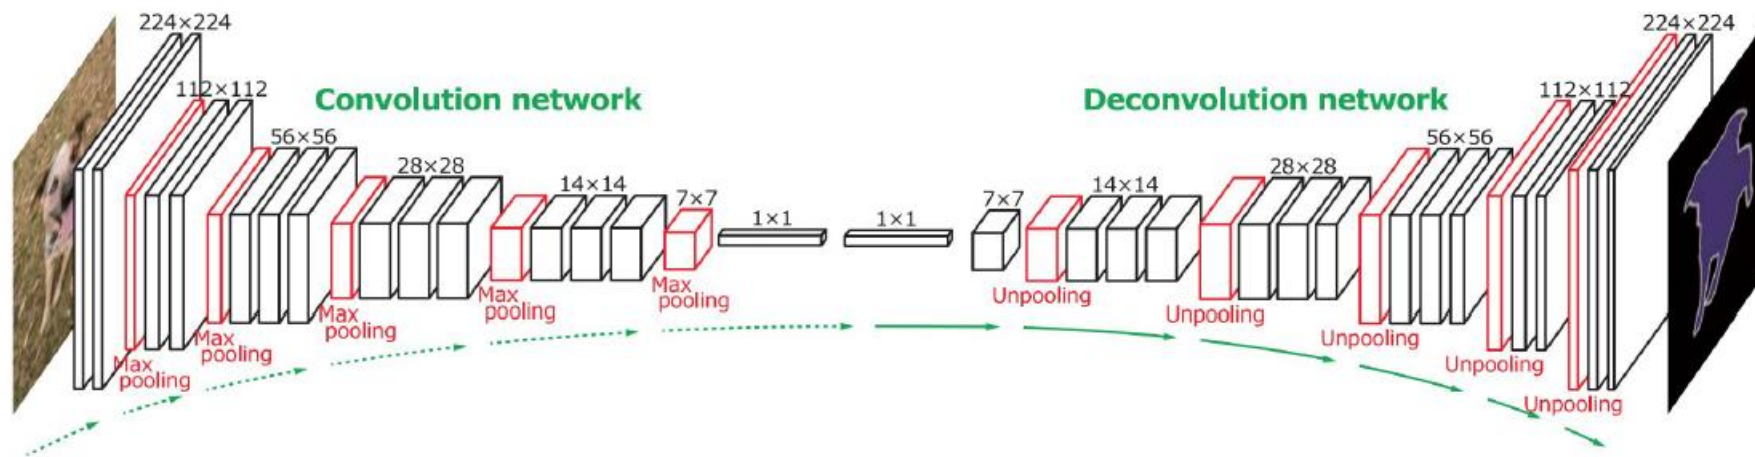 224×224
112×112
Convolution network
56×56
28×28
14×14
7×7
1×1
1×1
7×7
14×14
28×28
Deconvolution network
56×56
112×112
224×224
Max
pooling
Max
pooling
Max
pooling
Max
pooling
Max
pooling
Unpooling
Unpooling
Unpooling
Unpooling
Unpooling